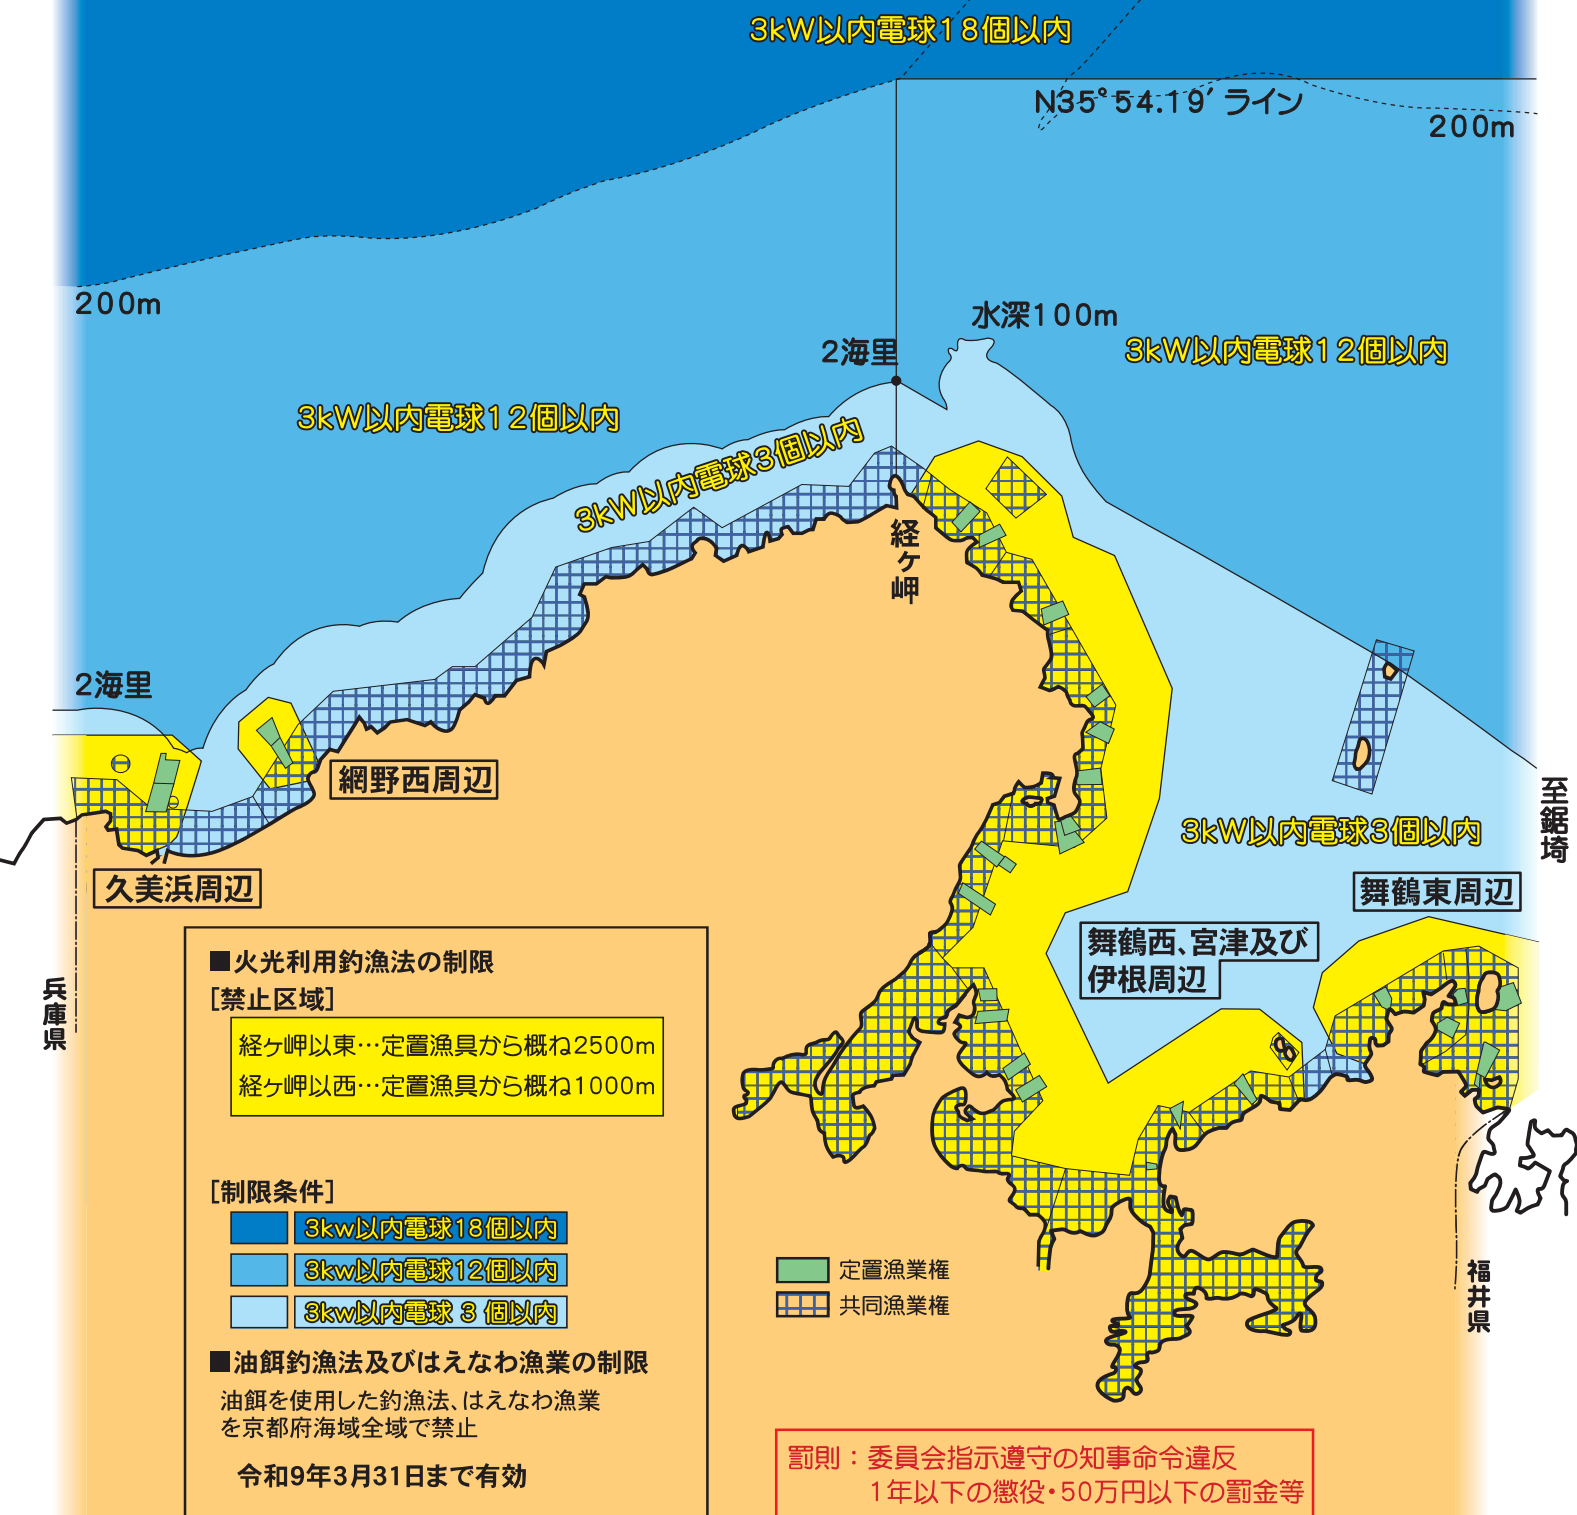 3kW以内電球18個以内
N35°54.19′ライン
200m
200m
水深100m
2海里
3kW以内電球12個以内
3kW以内電球12個以内
3kW以内電球3個以内
経ヶ岬
2海里
網野西周辺
至鋸埼
3kW以内電球3個以内
久美浜周辺
舞鶴東周辺
舞鶴西、宮津及び
伊根周辺
兵庫県
■火光利用釣漁法の制限
[禁止区域]
経ヶ岬以東…定置漁具から概ね2500m
経ヶ岬以西…定置漁具から概ね1000m
[制限条件]
3kw以内電球18個以内
3kw以内電球12個以内
3kw以内電球 3 個以内
■油餌釣漁法及びはえなわ漁業の制限
油餌を使用した釣漁法、はえなわ漁業
を京都府海域全域で禁止
令和9年3月31日まで有効
定置漁業権
共同漁業権
福井県
罰則：委員会指示遵守の知事命令違反
1年以下の懲役・50万円以下の罰金等